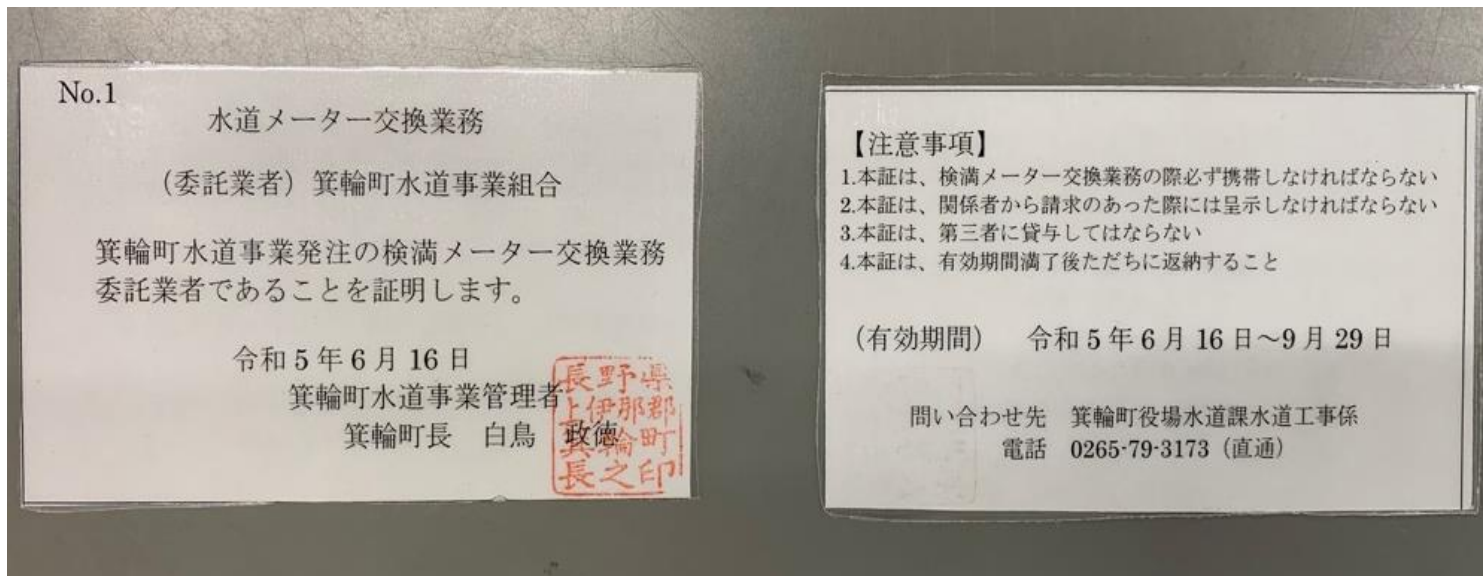 No.1
水道メーター交換業務
(委託業者) 箕輪町水道事業組合
箕輪町水道事業発注の検満メーター交換業務
委託業者であることを証明します。
令和5年6月16日
箕輪町水道事業管理者
箕輪町長 白鳥 政徳
長野県
上伊那郡
箕輪町
長之印
【注意事項】
1.本証は、検満メーター交換業務の際必ず携帯しなければならない
2.本証は、関係者から請求のあった際には呈示しなければならない
3.本証は、第三者に貸与してはならない
4.本証は、有効期間満了後ただちに返納すること
(有効期間) 令和5年6月16日~9月29日
問い合わせ先 箕輪町役場水道課水道工事係
電話 0265-79-3173 (直通)